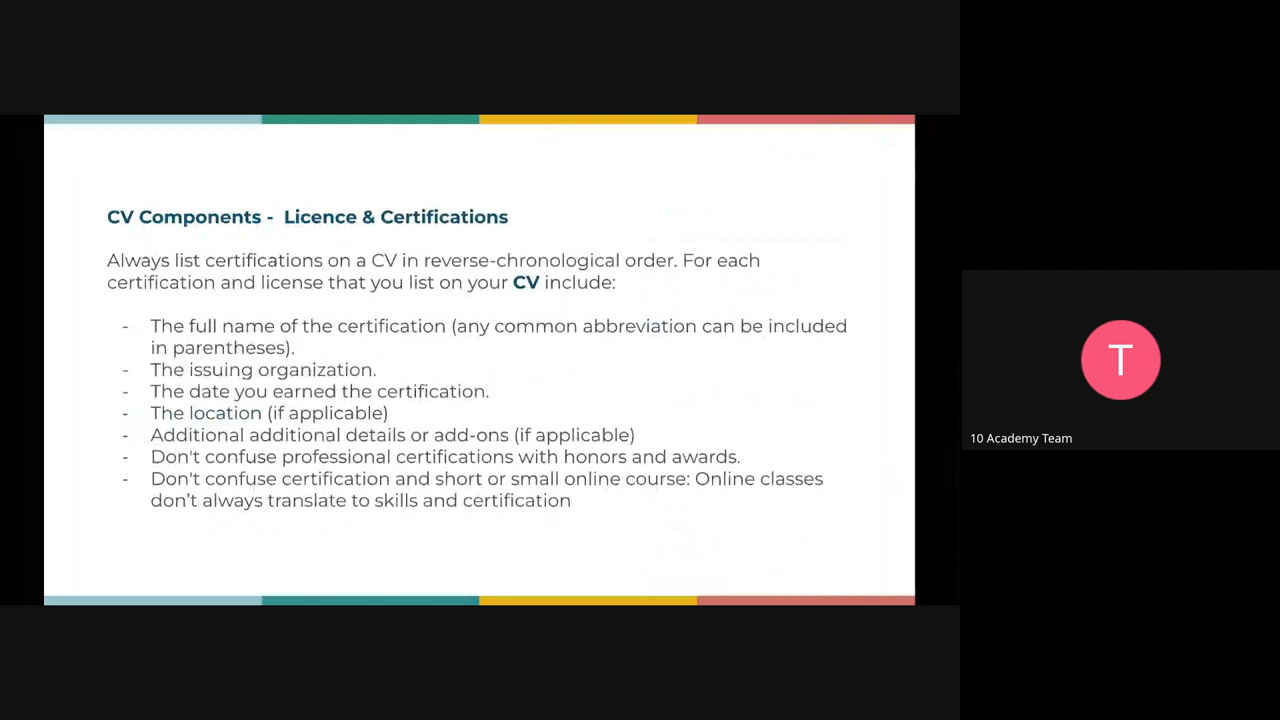 CV Components - Licence & Certifications
Always list certifications on a CV in reverse-chronological order. For each
certification and license that you list on your CV include:
- The full name of the certification (any common abbreviation can be included
in parentheses).
- The issuing organization.
- The date you earned the certification.
- The location (if applicable)
- Additional additional details or add-ons (if applicable)
- Don't confuse professional certifications with honors and awards.
- Don't confuse certification and short or small online course: Online classes
don’t always translate to skills and certification
T
10 Academy Team